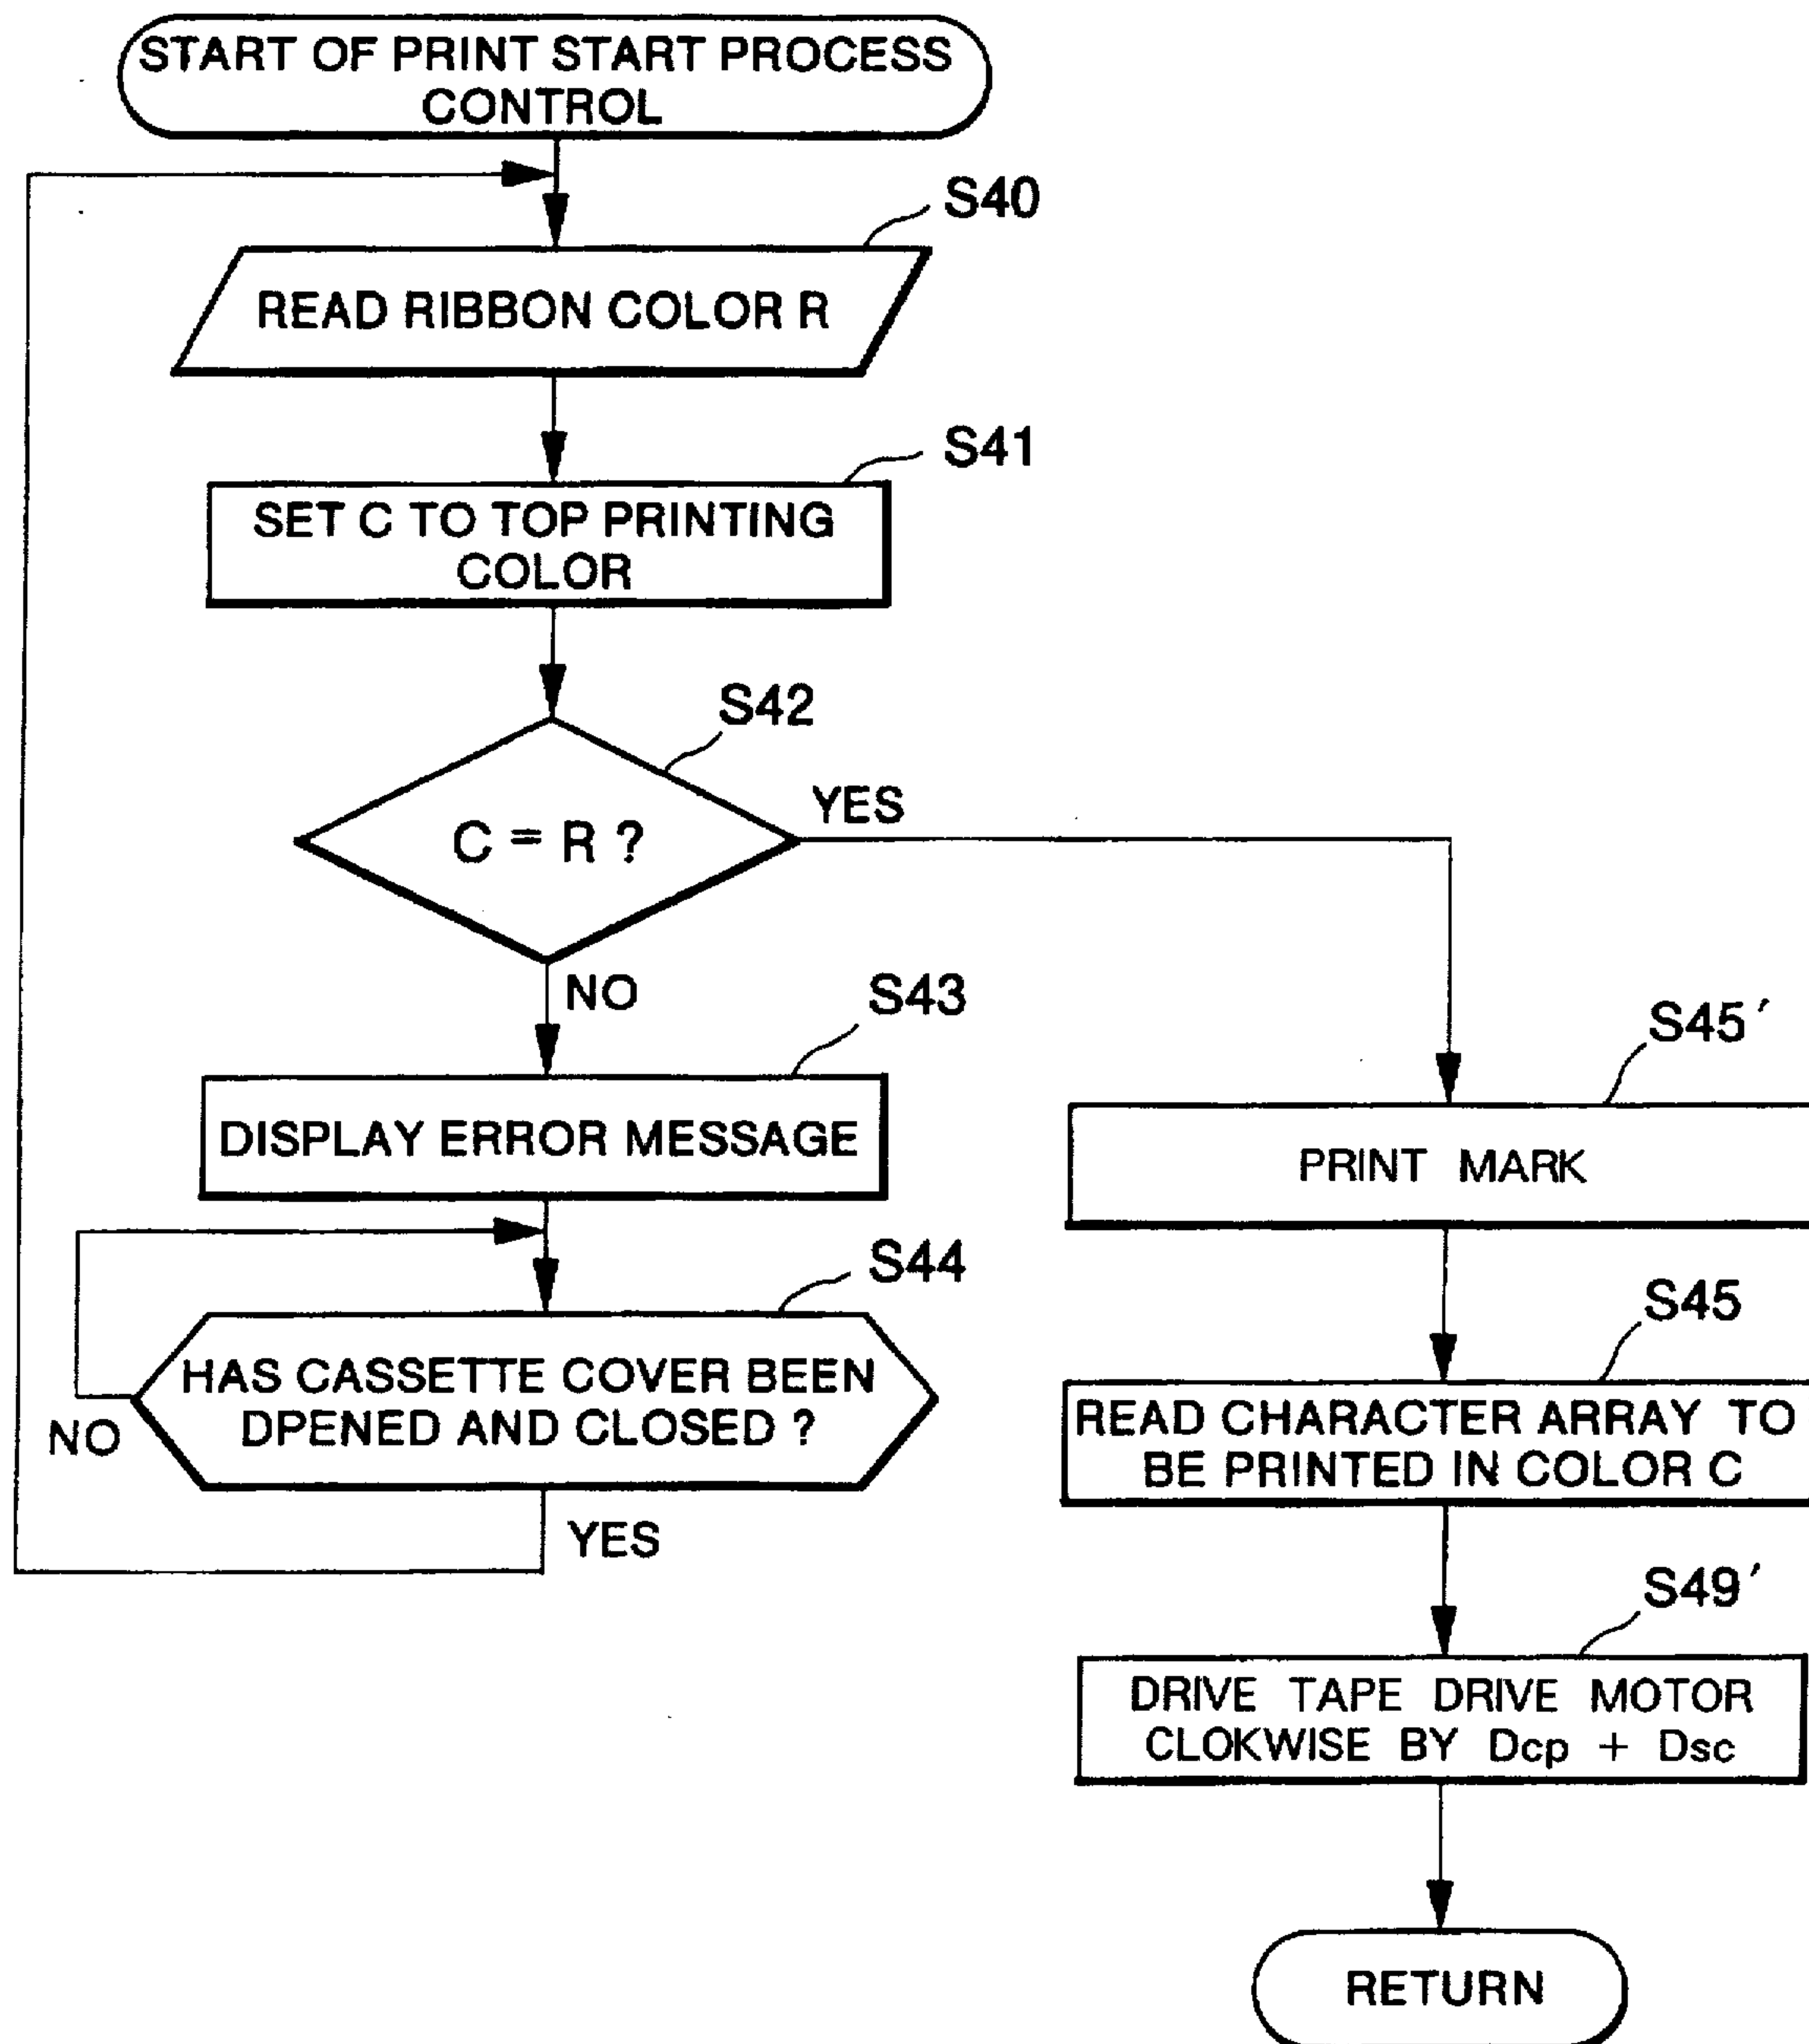 START OF PRINT START PROCESS
CONTROL
S40
READ RIBBON COLOR R
S41
SET C TO TOP PRINTING
COLOR
S42
C = R ?
YES
NO
S43
DISPLAY ERROR MESSAGE
S44
HAS CASSETTE COVER BEEN
DPENED AND CLOSED ?
NO
YES
S45'
PRINT MARK
S45
READ CHARACTER ARRAY TO
BE PRINTED IN COLOR C
S49'
DRIVE TAPE DRIVE MOTOR
CLOKWISE BY Dcp + Dsc
RETURN